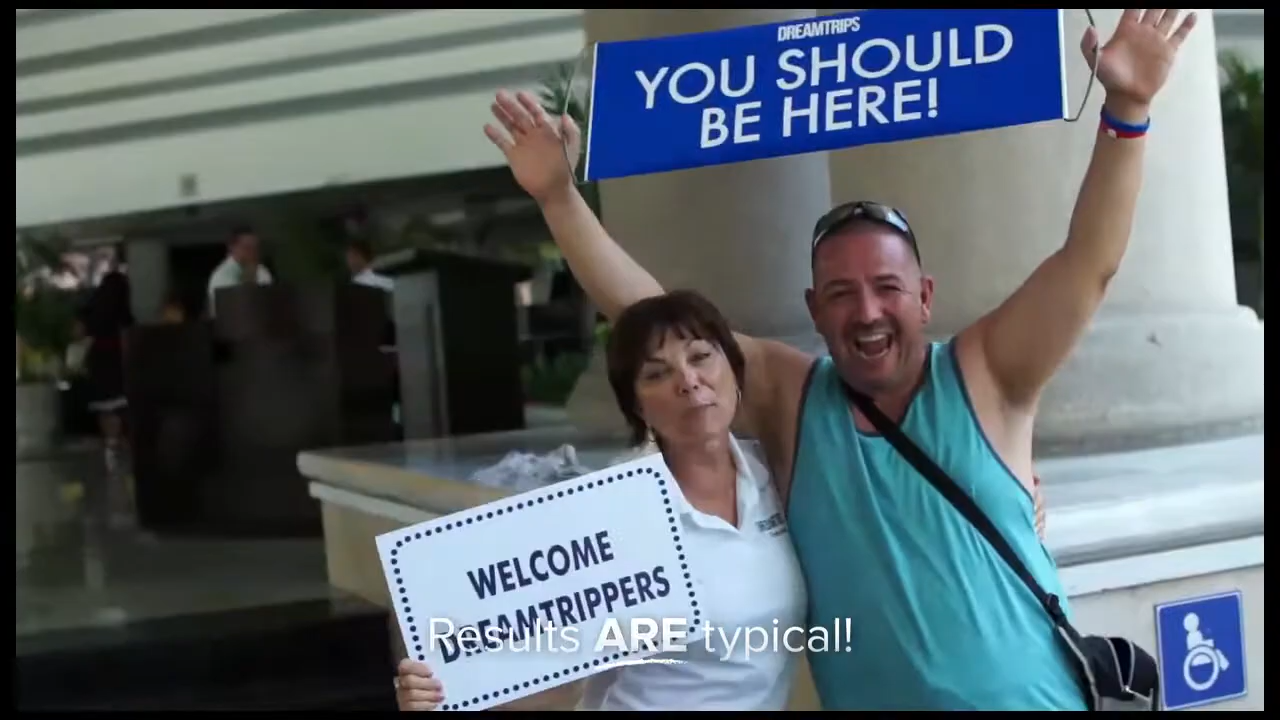 DREAMTRIPS
YOU SHOULD
BE HERE!
WELCOME
DREAMTRIPPERS
Results ARE typical!